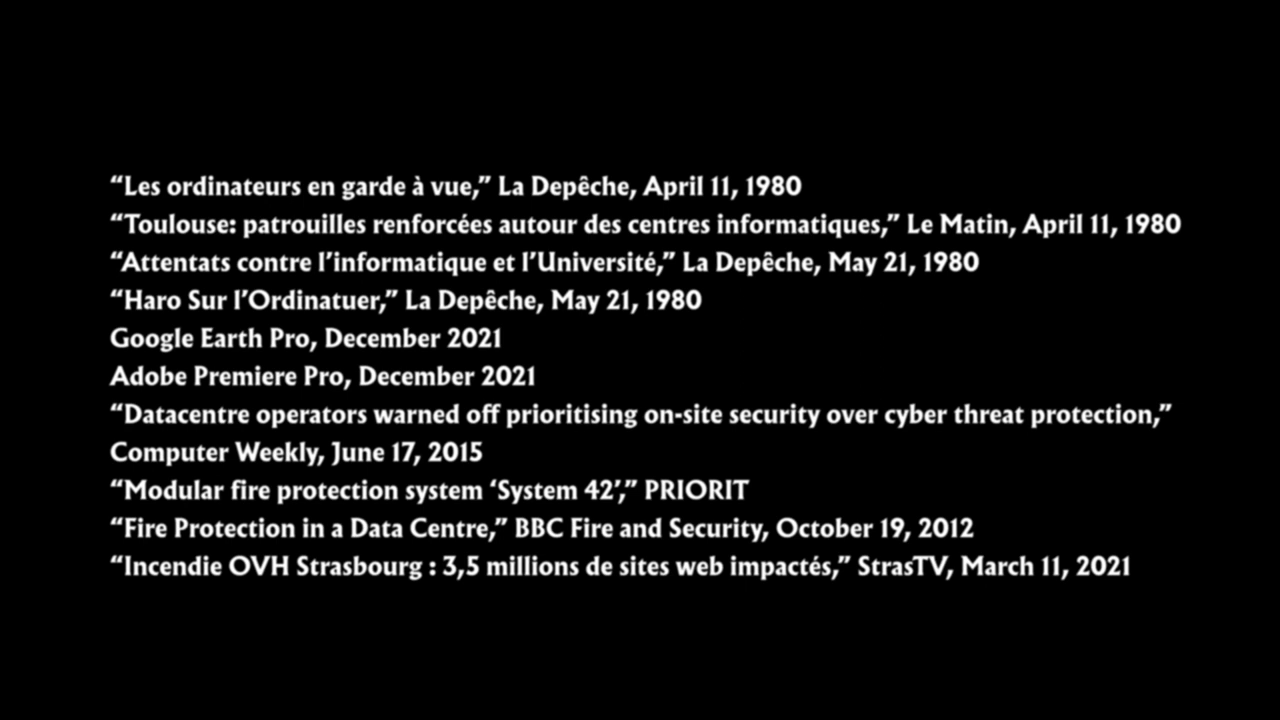 “Les ordinateurs en garde à vue,” La Depêche, April 11, 1980
“Toulouse: patrouilles renforcées autour des centres informatiques,” Le Matin, April 11, 1980
“Attentats contre l’informatique et l’Université,” La Depêche, May 21, 1980
“Haro Sur l’Ordinatuer,” La Depêche, May 21, 1980
Google Earth Pro, December 2021
Adobe Premiere Pro, December 2021
“Datacentre operators warned off prioritising on-site security over cyber threat protection,”
Computer Weekly, June 17, 2015
“Modular fire protection system ‘System 42’,” PRIORIT
“Fire Protection in a Data Centre,” BBC Fire and Security, October 19, 2012
“Incendie OVH Strasbourg : 3,5 millions de sites web impactés,” StrasTV, March 11, 2021